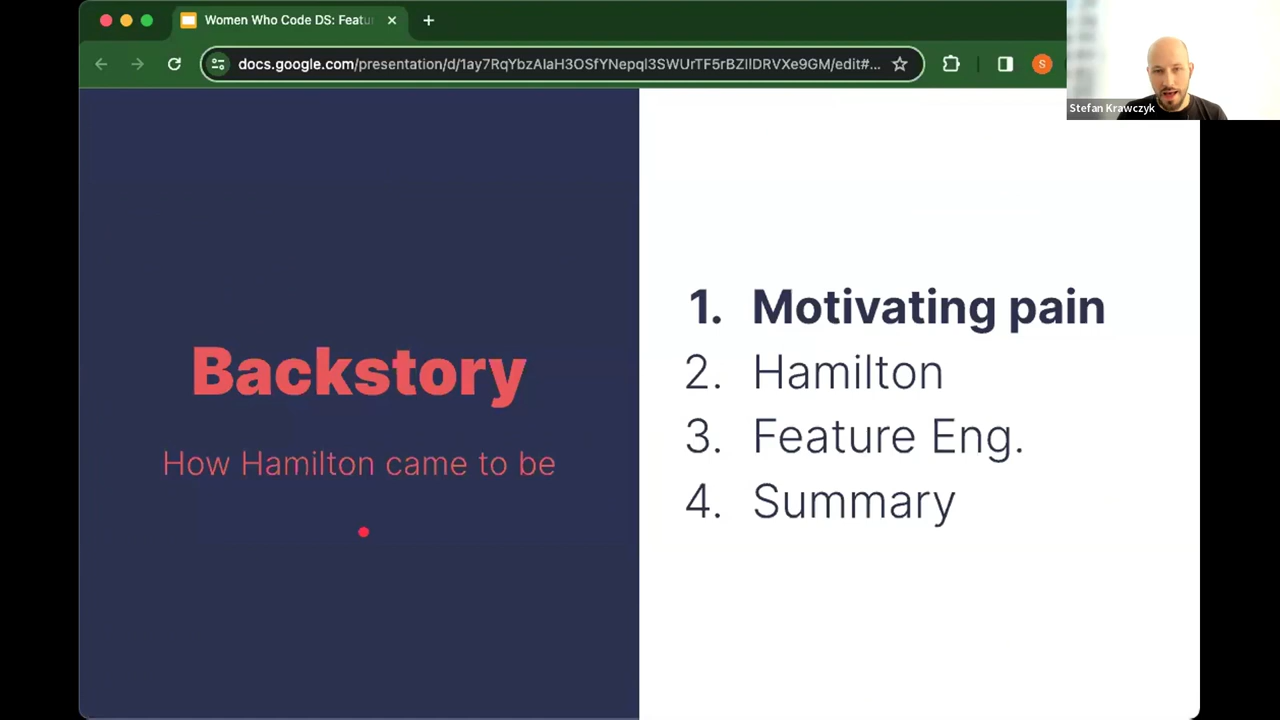 Women Who Code DS: Featu
docs.google.com/presentation/d/1ay7RqYbzAIaH3OSfYNepqI3SWUrTF5rBZIlDRVXe9GM/edit#...
S
Stefan Krawczyk
Backstory
How Hamilton came to be
1. Motivating pain
2. Hamilton
3. Feature Eng.
4. Summary